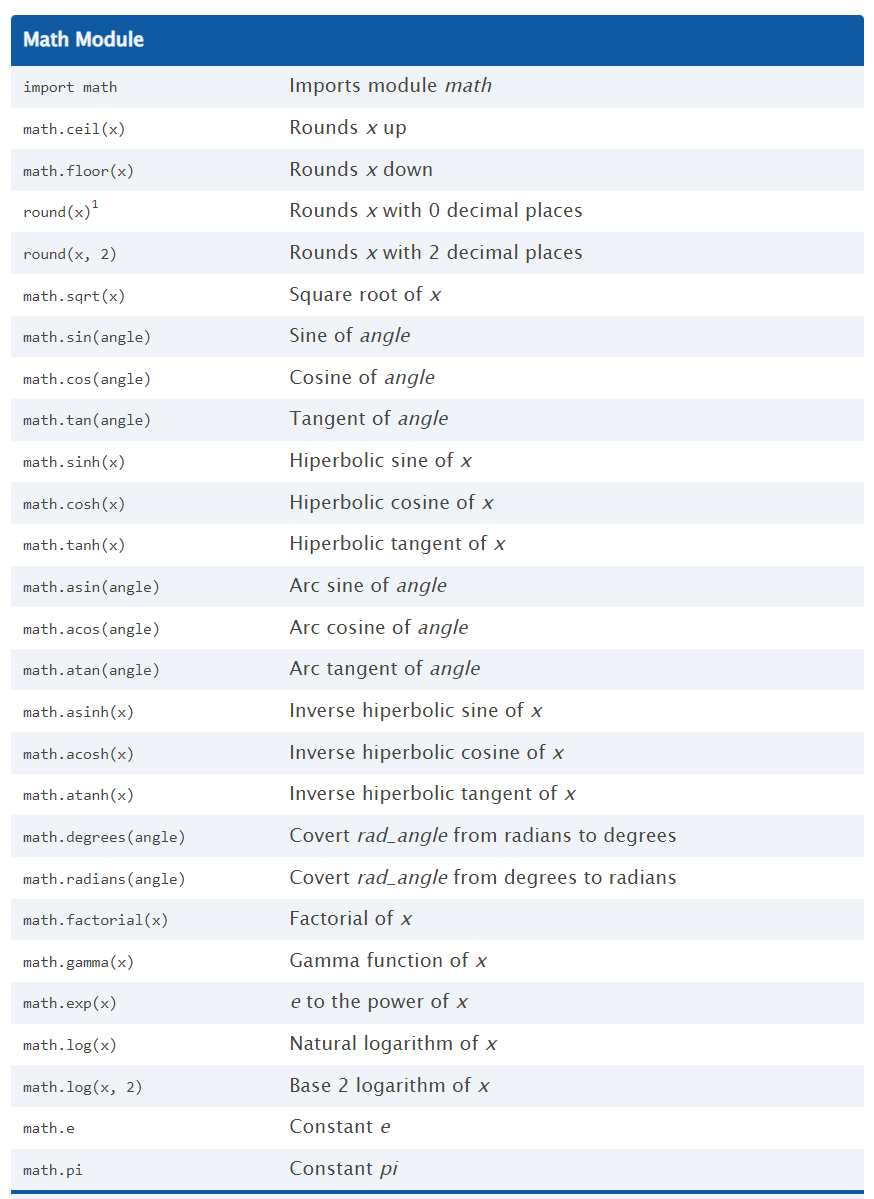 Math Module
import math Imports module math
math.ceil(x) Rounds x up
math.floor(x) Rounds x down
round(x)¹ Rounds x with 0 decimal places
round(x, 2) Rounds x with 2 decimal places
math.sqrt(x) Square root of x
math.sin(angle) Sine of angle
math.cos(angle) Cosine of angle
math.tan(angle) Tangent of angle
math.sinh(x) Hiperbolic sine of x
math.cosh(x) Hiperbolic cosine of x
math.tanh(x) Hiperbolic tangent of x
math.asin(angle) Arc sine of angle
math.acos(angle) Arc cosine of angle
math.atan(angle) Arc tangent of angle
math.asinh(x) Inverse hiperbolic sine of x
math.acosh(x) Inverse hiperbolic cosine of x
math.atanh(x) Inverse hiperbolic tangent of x
math.degrees(angle) Covert rad_angle from radians to degrees
math.radians(angle) Covert rad_angle from degrees to radians
math.factorial(x) Factorial of x
math.gamma(x) Gamma function of x
math.exp(x) e to the power of x
math.log(x) Natural logarithm of x
math.log(x, 2) Base 2 logarithm of x
math.e Constant e
math.pi Constant pi